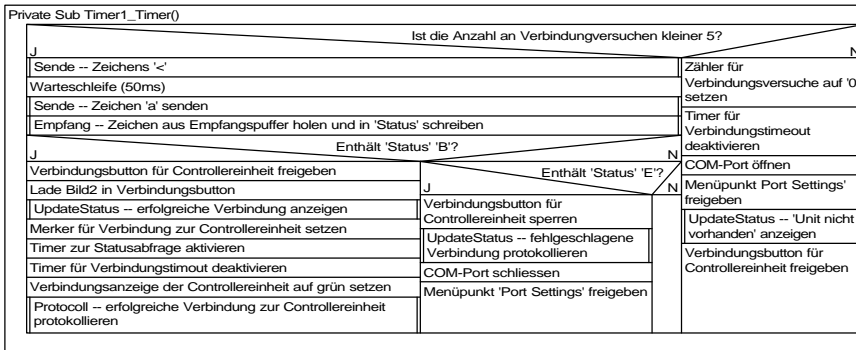 Private Sub Timer1_Timer()
Ist die Anzahl an Verbindungversuchen kleiner 5?
J
N
Sende -- Zeichens '<'
Warteschleife (50ms)
Sende -- Zeichen 'a' senden
Empfang -- Zeichen aus Empfangspuffer holen und in 'Status' schreiben
Enthält 'Status' 'B'?
J
N
Verbindungsbutton für Controllereinheit freigeben
Lade Bild2 in Verbindungsbutton
UpdateStatus -- erfolgreiche Verbindung anzeigen
Merker für Verbindung zur Controllereinheit setzen
Timer zur Statusabfrage aktivieren
Timer für Verbindungstimout deaktivieren
Verbindungsanzeige der Controllereinheit auf grün setzen
Protocoll -- erfolgreiche Verbindung zur Controllereinheit
protokollieren
Enthält 'Status' 'E'?
J
N
Verbindungsbutton für
Controllereinheit sperren
UpdateStatus -- fehlgeschlagene
Verbindung protokollieren
COM-Port schliessen
Menüpunkt 'Port Settings' freigeben
Zähler für
Verbindungsversuche auf '0
setzen
Timer für
Verbindungstimeout
deaktivieren
COM-Port öffnen
Menüpunkt Port Settings'
freigeben
UpdateStatus -- 'Unit nicht
vorhanden' anzeigen
Verbindungsbutton für
Controllereinheit freigeben